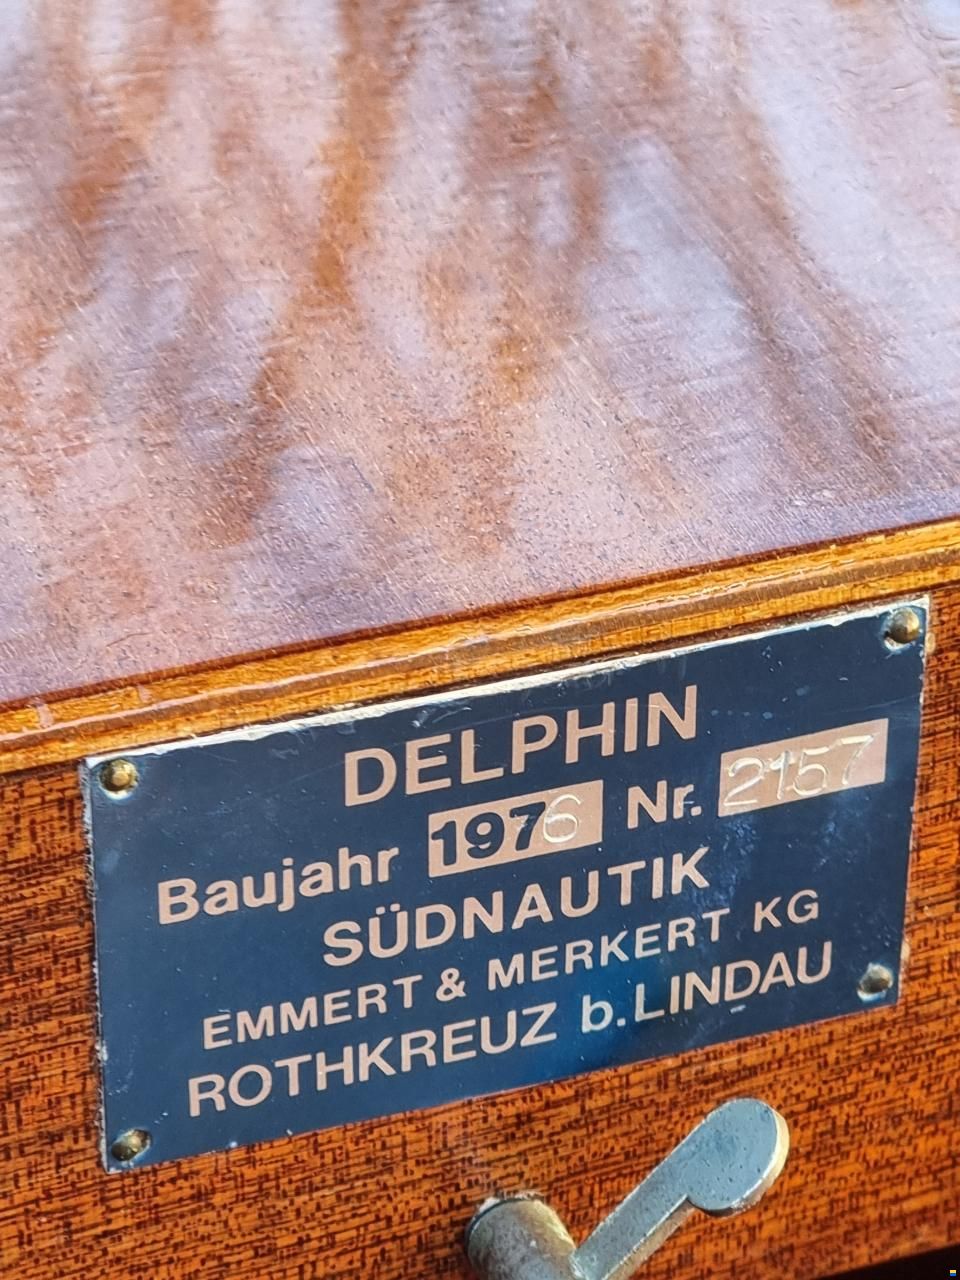 DELPHIN
Baujahr 1976 Nr. 2157
SÜDNAUTIK
EMMERT & MERKERT KG
ROTHKREUZ b. LINDAU